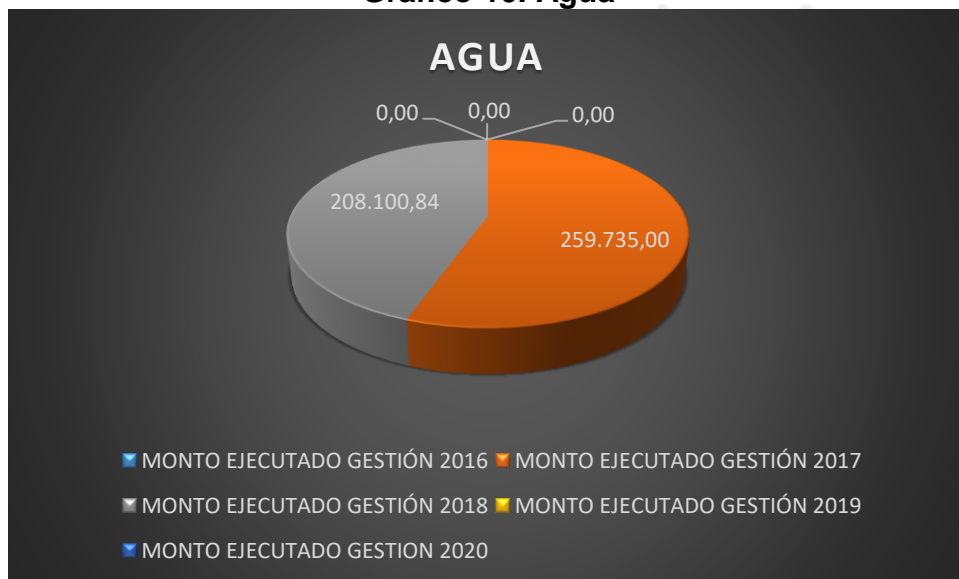 AGUA
0,00 0,00 0,00
208.100,84
259.735,00
MONTO EJECUTADO GESTIÓN 2016 MONTO EJECUTADO GESTIÓN 2017
MONTO EJECUTADO GESTIÓN 2018 MONTO EJECUTADO GESTIÓN 2019
MONTO EJECUTADO GESTION 2020